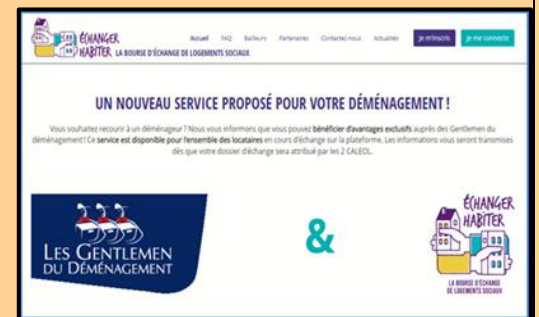 ÉCHANGER
HABITER LA BOURSE D'ÉCHANGE DE LOGEMENTS SOCIAUX
Accueil FAQ Bailleurs Partenaires Contactez-nous Actualités Je m'inscris Je me connecte
UN NOUVEAU SERVICE PROPOSÉ POUR VOTRE DÉMÉNAGEMENT !
Vous souhaitez recourir à un déménageur ? Nous vous informons que vous pouvez bénéficier d'avantages exclusifs auprès des Gentlemen du
déménagement ! Ce service est disponible pour l'ensemble des locataires en cours d'échange sur la plateforme. Les informations vous seront transmises
dès que votre dossier d'échange sera attribué par les 2 CALEOL.
LES GENTLEMEN
DU DÉMÉNAGEMENT
&
ÉCHANGER
HABITER
LA BOURSE D'ÉCHANGE
DE LOGEMENTS SOCIAUX